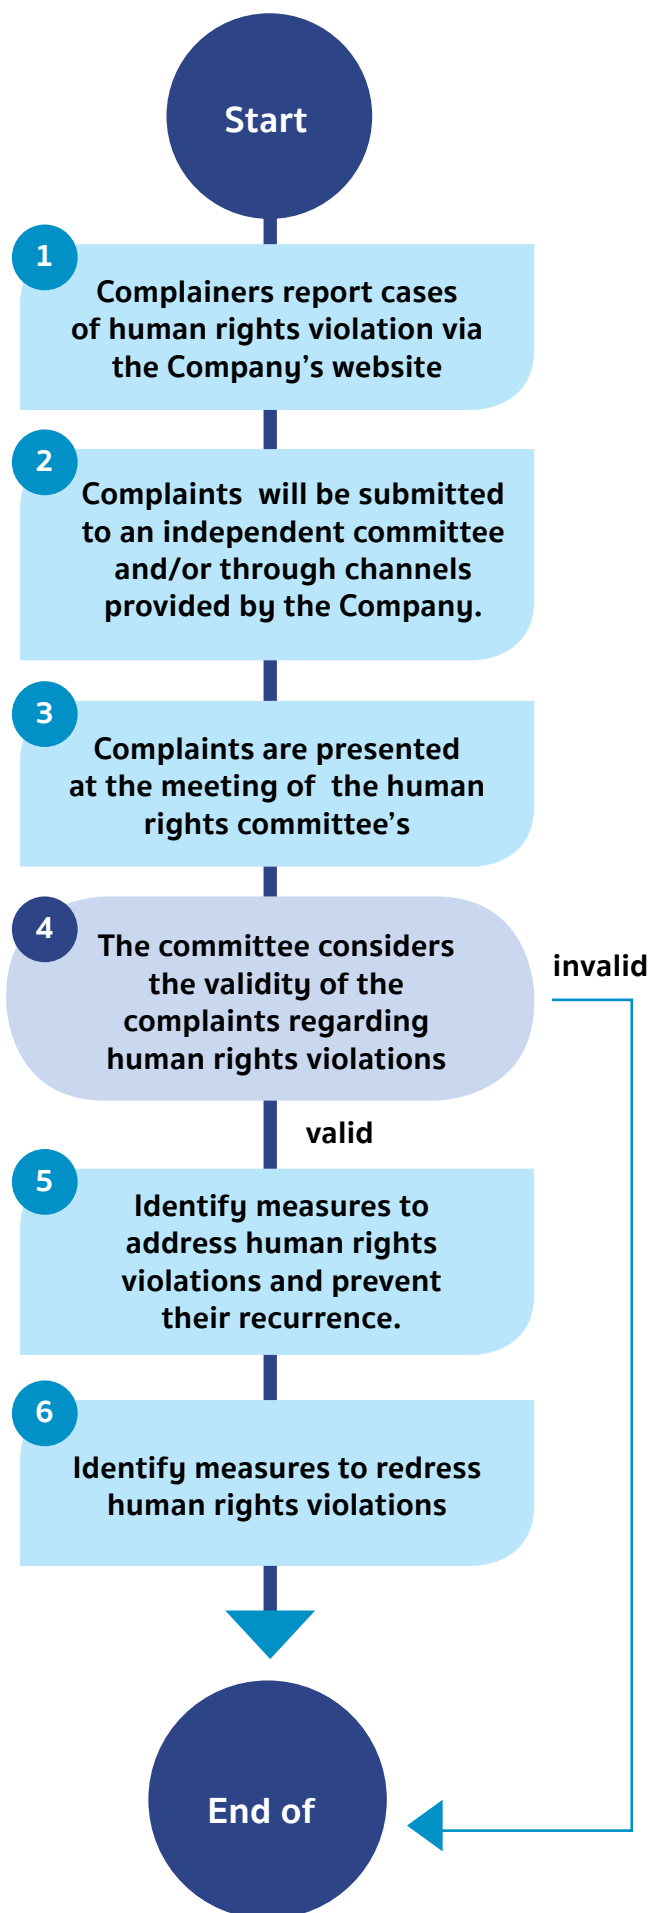 Start
1
Complainers report cases
of human rights violation via
the Company's website
2
Complaints will be submitted
to an independent committee
and/or through channels
provided by the Company.
3
Complaints are presented
at the meeting of the human
rights committee's
4
The committee considers
the validity of the
complaints regarding
human rights violations
invalid
valid
5
Identify measures to
address human rights
violations and prevent
their recurrence.
6
Identify measures to redress
human rights violations
End of